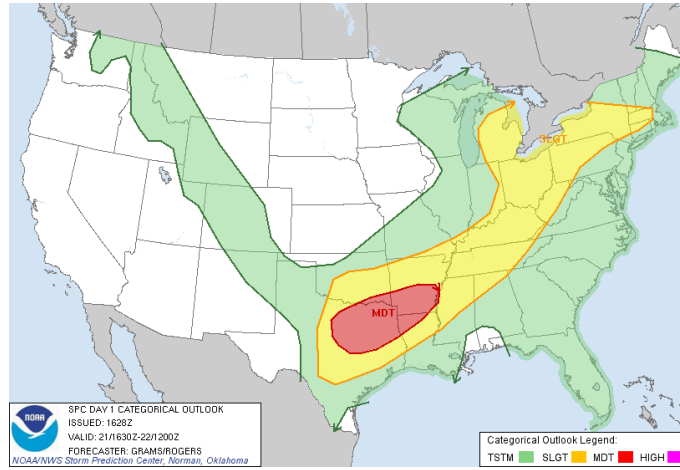 SLGT
MDT
NOAA
SPC DAY 1 CATEGORICAL OUTLOOK
ISSUED: 1628Z
VALID: 21/1630Z-22/1200Z
FORECASTER: GRAMS/ROGERS
NOAA/NWS Storm Prediction Center, Norman, Oklahoma
Categorical Outlook Legend:
TSTM SLGT MDT HIGH